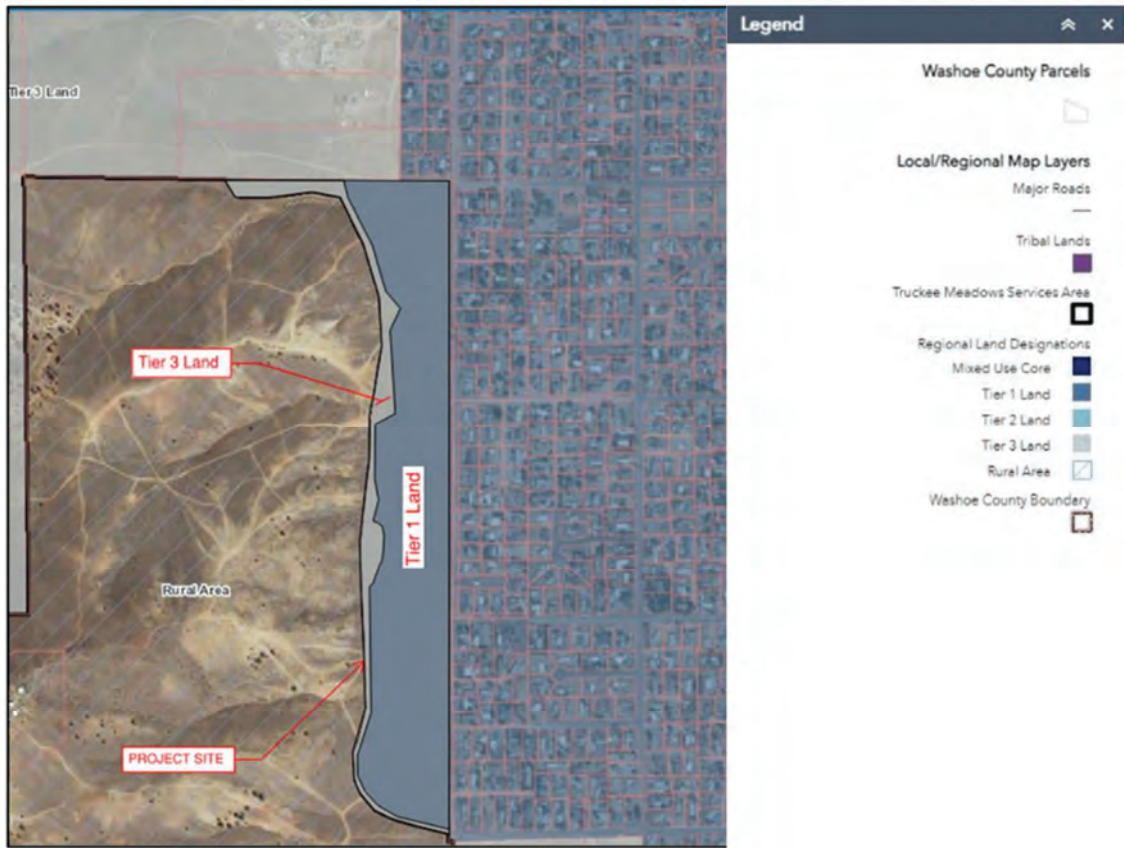 Tier 3 Land
Tier 3 Land
Tier 1 Land
Rural Area
PROJECT SITE
Legend
Washoe County Parcels
Local/Regional Map Layers
Major Roads
Tribal Lands
Truckee Meadows Services Area
Regional Land Designations
Mixed Use Core
Tier 1 Land
Tier 2 Land
Tier 3 Land
Rural Area
Washoe County Boundary